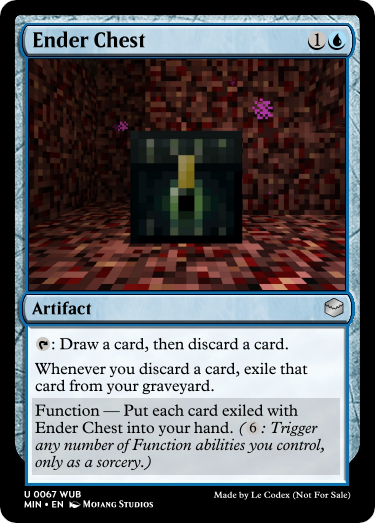 Ender Chest 1
Artifact
: Draw a card, then discard a card.
Whenever you discard a card, exile that
card from your graveyard.
Function — Put each card exiled with
Ender Chest into your hand. ( 6 : Trigger
any number of Function abilities you control,
only as a sorcery.)
U 0067 WUB
Made by Le Codex (Not For Sale)
MIN • EN Mojang Studios